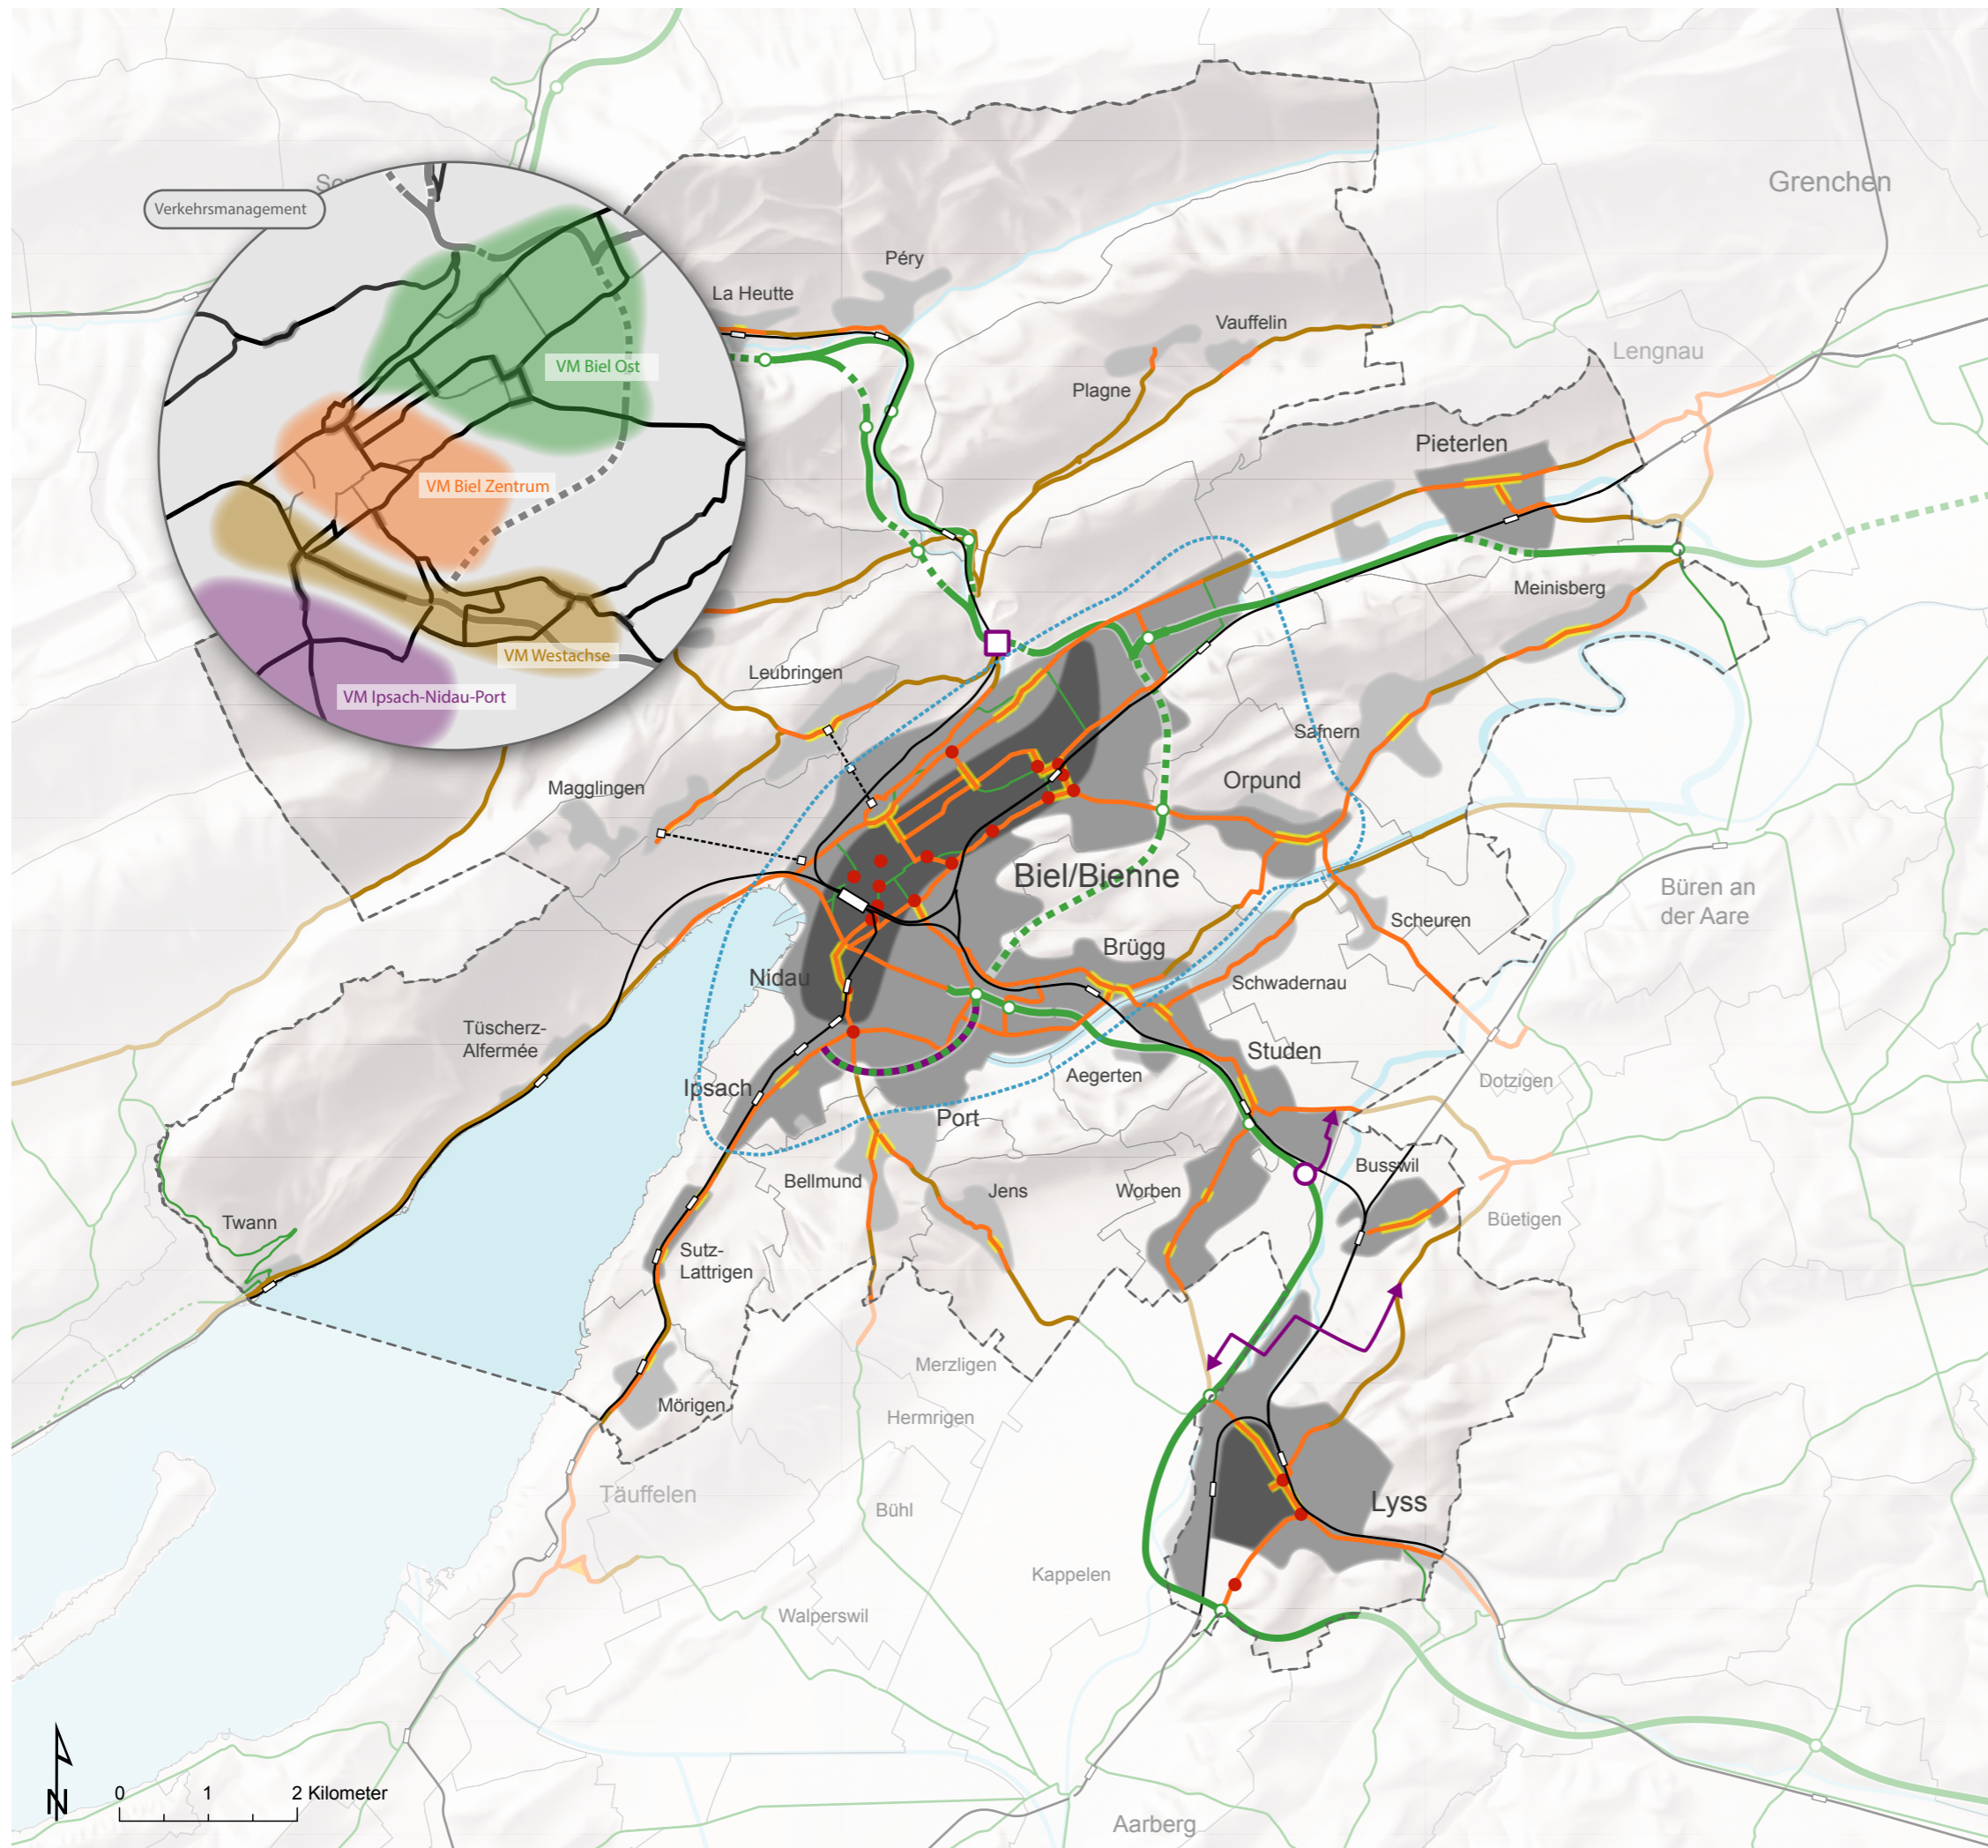 Grenchen
Verkehrsmanagement
Péry
La Heutte
Vauffelin
Lengnau
VM Biel Ost
Plagne
Pieterlen
VM Biel Zentrum
Meinisberg
VM Westachse
Leubringen
VM Ipsach-Nidau-Port
Safnern
Magglingen
Orpund
Biel/Bienne
Büren an
der Aare
Scheuren
Brügg
Nidau
Schwadernau
Tüscherz-
Alfermée
Studen
Aegerten
Ipsach
Dotzigen
Port
Busswil
Bellmund
Jens
Worben
Twann
Büetigen
Sutz-
Lattrigen
Merzligen
Mörigen
Hermrigen
Täuffelen
Lyss
Bühl
Kappelen
Walperswil
N
0 1 2 Kilometer
Aarberg